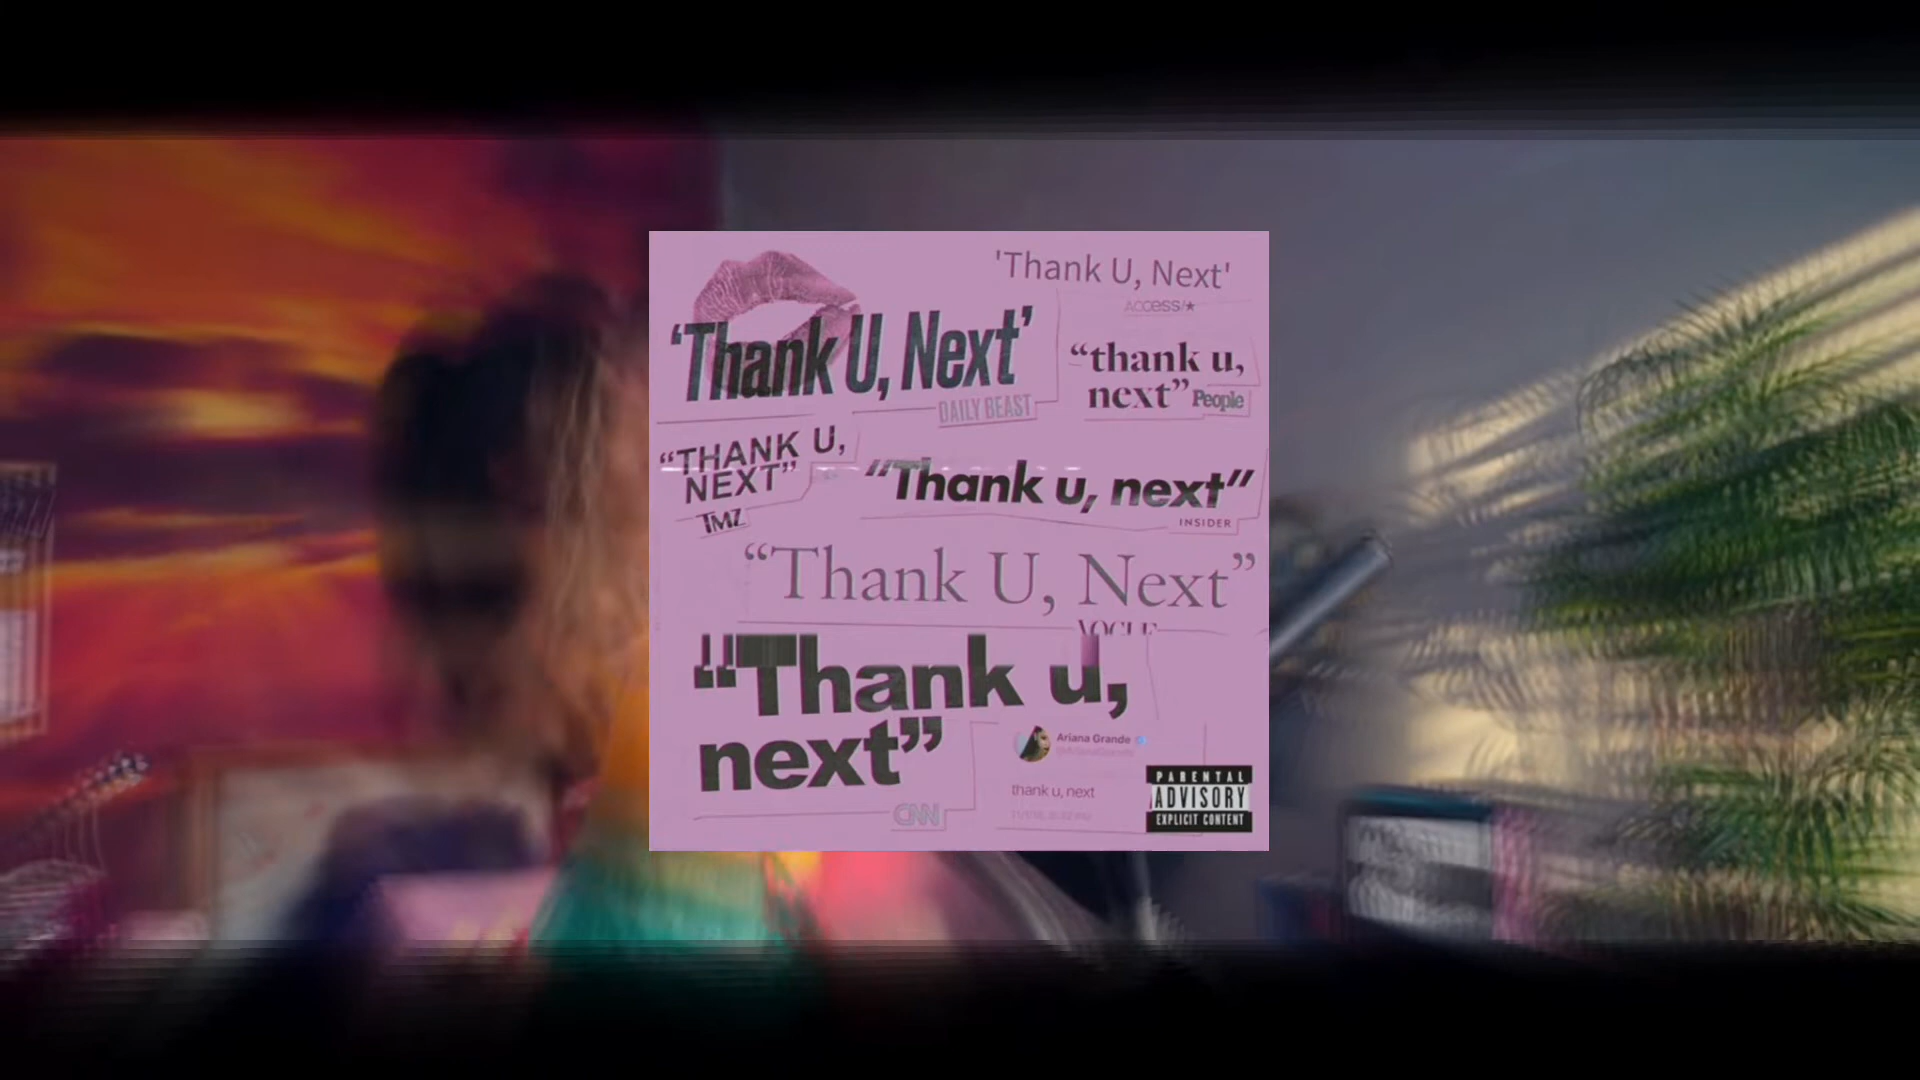 'Thank U, Next'
Access
‘Thank U, Next’
DAILY BEAST
“thank u,
next” People
“THANK U,
NEXT”
TMZ
“Thank u, next”
INSIDER
“Thank U, Next”
VOGUE
“Thank u,
next”
CNN
Ariana Grande
thank u, next
PARENTAL
ADVISORY
EXPLICIT CONTENT